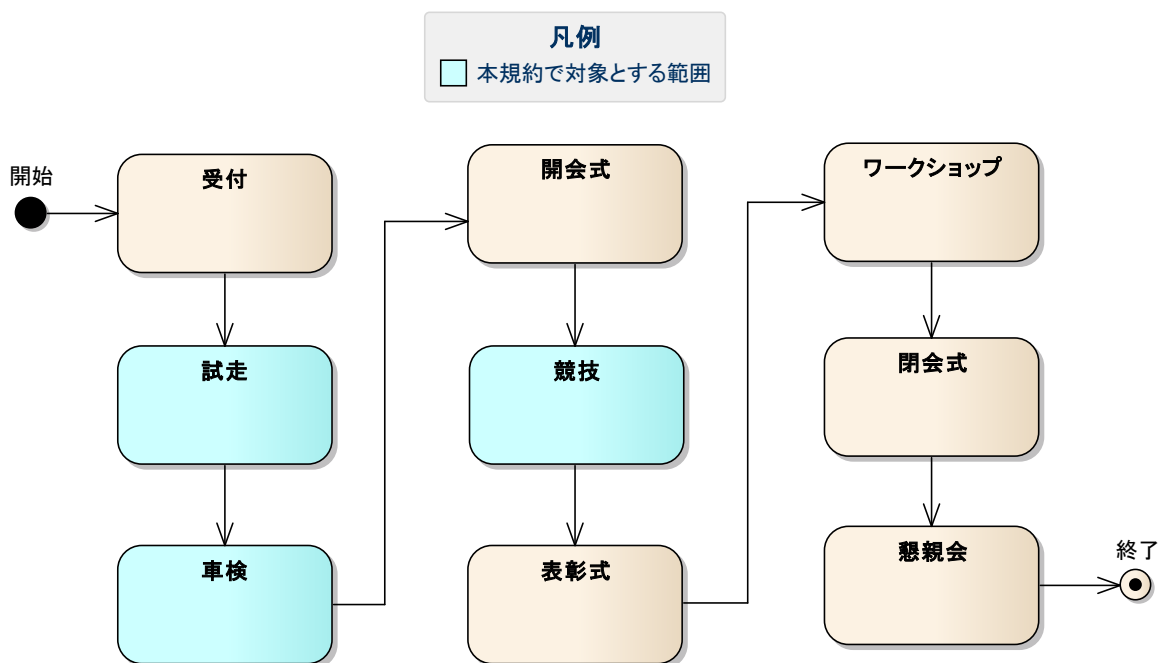 凡例
本規約で対象とする範囲
開始
受付
試走
車検
開会式
競技
表彰式
ワークショップ
閉会式
懇親会
終了